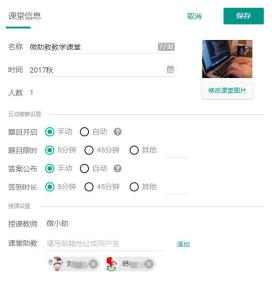 课堂信息 取消 保存
名称 微助教教学课堂 7/32
时间 2017秋
人数 1
修改课堂图片
互动策略设置
题目开启 手动 自动 ?
题目限时 5分钟 45分钟 其他
答案公布 手动 自动 ?
签到时长 5分钟 45分钟 其他
授课设置
授课教师 微小助
课堂助教 填写邮箱地址或用户名 添加
刘 胡